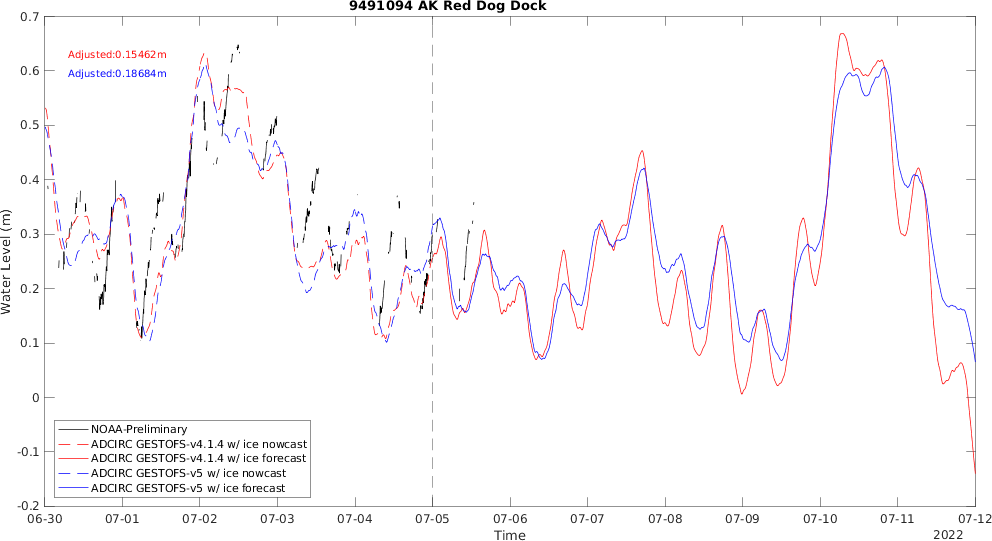 9491094 AK Red Dog Dock
0.7
0.6
0.5
0.4
0.3
0.2
0.1
0
-0.1
-0.2
Water Level (m)
Adjusted:0.15462m
Adjusted:0.18684m
NOAA-Preliminary
ADCIRC GESTOFS-v4.1.4 w/ ice nowcast
ADCIRC GESTOFS-v4.1.4 w/ ice forecast
ADCIRC GESTOFS-v5 w/ ice nowcast
ADCIRC GESTOFS-v5 w/ ice forecast
06-30 07-01 07-02 07-03 07-04 07-05 07-06 07-07 07-08 07-09 07-10 07-11 07-12
Time
2022